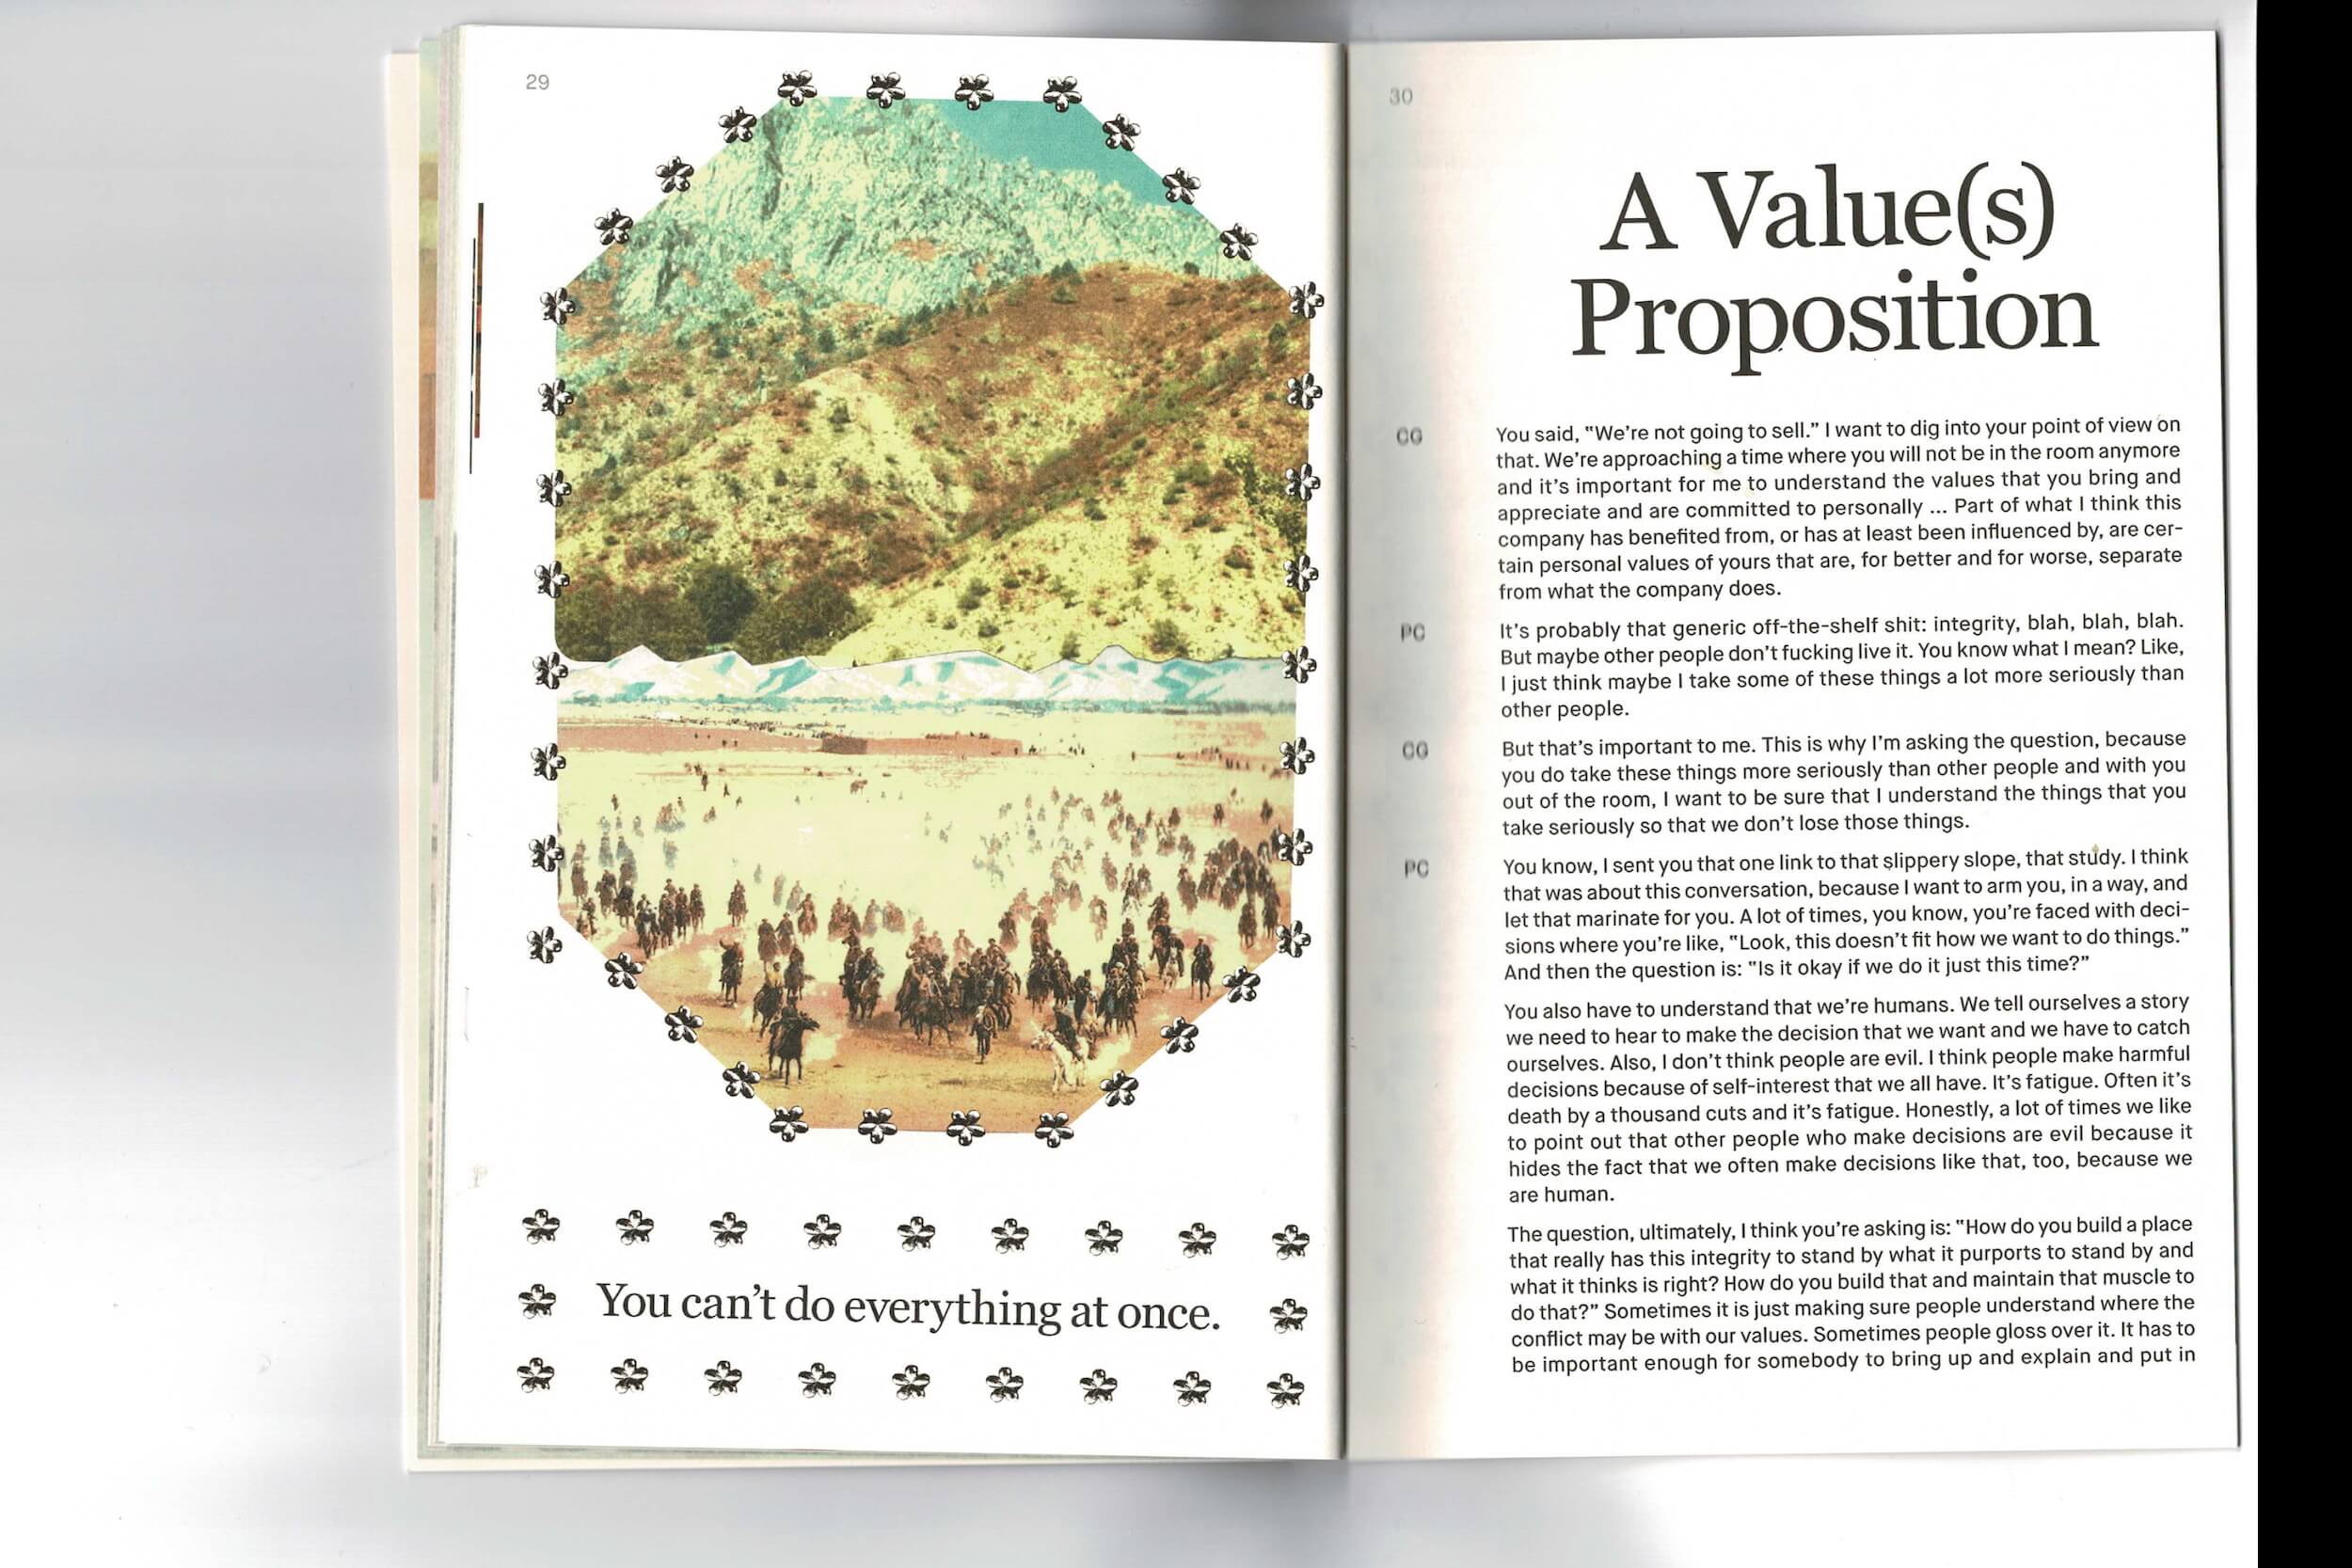 29
You can't do everything at once.
30
A Value(s)
Proposition
CG
You said, “We're not going to sell.” I want to dig into your point of view on
that. We're approaching a time where you will not be in the room anymore
and it's important for me to understand the values that you bring and
appreciate and are committed to personally ... Part of what I think this
company has benefited from, or has at least been influenced by, are cer-
tain personal values of yours that are, for better and for worse, separate
from what the company does.
PC
It's probably that generic off-the-shelf shit: integrity, blah, blah, blah.
But maybe other people don't fucking live it. You know what I mean? Like,
I just think maybe I take some of these things a lot more seriously than
other people.
CG
But that's important to me. This is why I'm asking the question, because
you do take these things more seriously than other people and with you
out of the room, I want to be sure that I understand the things that you
take seriously so that we don't lose those things.
PC
You know, I sent you that one link to that slippery slope, that study. I think
that was about this conversation, because I want to arm you, in a way, and
let that marinate for you. A lot of times, you know, you're faced with deci-
sions where you're like, “Look, this doesn't fit how we want to do things.”
And then the question is: “Is it okay if we do it just this time?”
You also have to understand that we're humans. We tell ourselves a story
we need to hear to make the decision that we want and we have to catch
ourselves. Also, I don't think people are evil. I think people make harmful
decisions because of self-interest that we all have. It's fatigue. Often it's
death by a thousand cuts and it's fatigue. Honestly, a lot of times we like
to point out that other people who make decisions are evil because it
hides the fact that we often make decisions like that, too, because we
are human.
The question, ultimately, I think you're asking is: “How do you build a place
that really has this integrity to stand by what it purports to stand by and
what it thinks is right? How do you build that and maintain that muscle to
do that?” Sometimes it is just making sure people understand where the
conflict may be with our values. Sometimes people gloss over it. It has to
be important enough for somebody to bring up and explain and put in